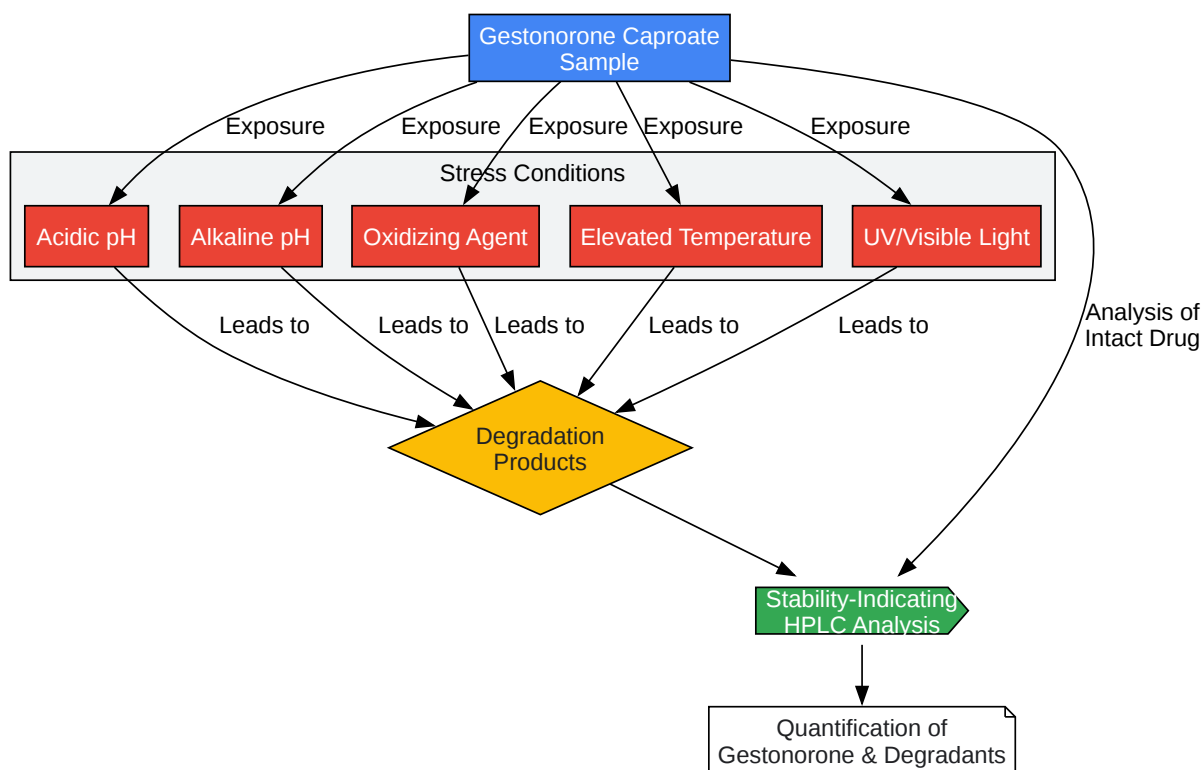 Gestonorone Caproate
Sample
Exposure
Exposure
Exposure
Exposure
Exposure
Stress Conditions
Acidic pH
Alkaline pH
Oxidizing Agent
Elevated Temperature
UV/Visible Light
Leads to
Leads to
Leads to
Leads to
Leads to
Analysis of
Intact Drug
Degradation
Products
Stability-Indicating
HPLC Analysis
Quantification of
Gestonorone & Degradants